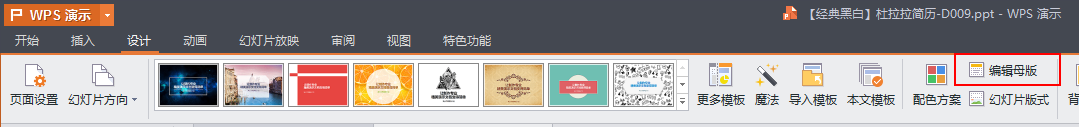 WPS 演示
【经典黑白】杜拉拉简历-D009.ppt - WPS 演示
开始 插入 设计 动画 幻灯片放映 审阅 视图 特色功能
页面设置 幻灯片方向 更多模板 魔法 导入模板 本文模板 配色方案 编辑母版
幻灯片版式